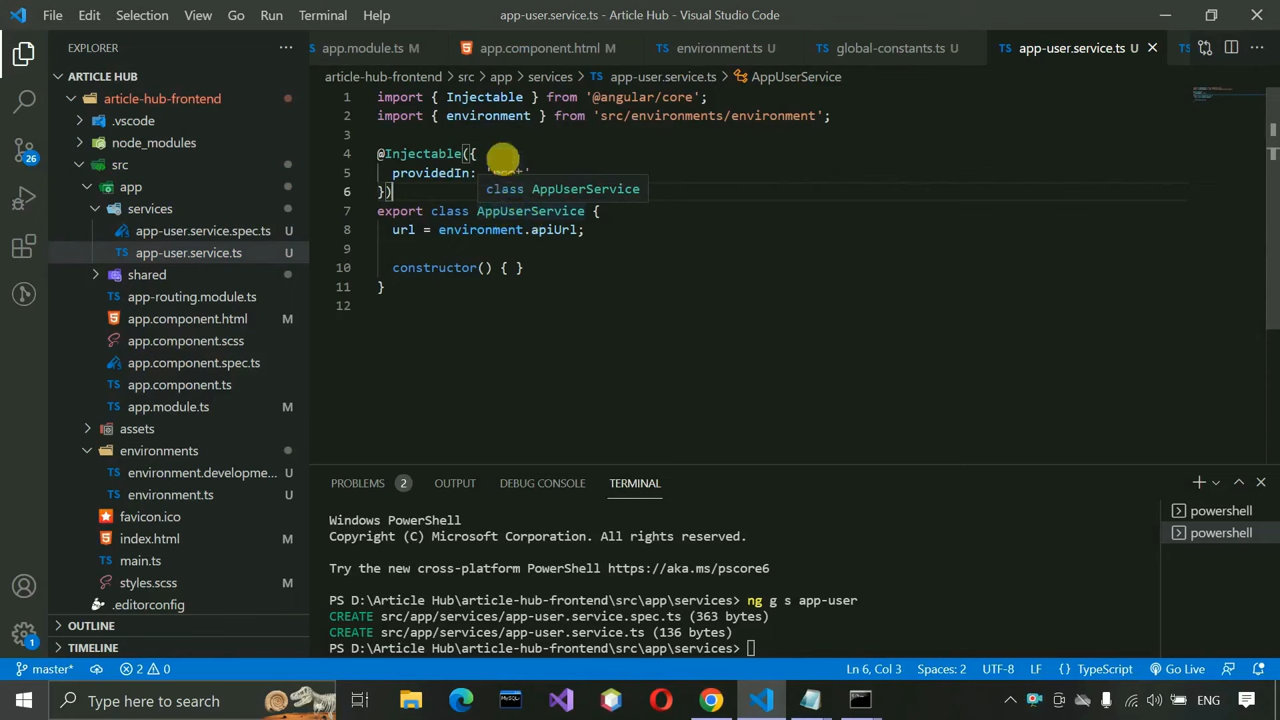 File Edit Selection View Go Run Terminal Help
app-user.service.ts - Article Hub - Visual Studio Code
EXPLORER
ARTICLE HUB
article-hub-frontend
.vscode
node_modules
src
app
services
app-user.service.spec.ts U
app-user.service.ts U
shared
app-routing.module.ts
app.component.html M
app.component.scss
app.component.spec.ts
app.component.ts
app.module.ts M
assets
environments
environment.developme... U
environment.ts U
favicon.ico
index.html M
main.ts
styles.scss M
.editorconfig
OUTLINE
TIMELINE
26
1
app.module.ts M app.component.html M environment.ts U global-constants.ts U app-user.service.ts U
article-hub-frontend > src > app > services > app-user.service.ts > AppUserService
1 import { Injectable } from '@angular/core';
2 import { environment } from 'src/environments/environment';
3
4 @Injectable({
5 providedIn:
6 })
class AppUserService
7 export class AppUserService {
8 url = environment.apiUrl;
9
10 constructor() { }
11 }
12
PROBLEMS 2 OUTPUT DEBUG CONSOLE TERMINAL
Windows PowerShell
Copyright (C) Microsoft Corporation. All rights reserved.
Try the new cross-platform PowerShell https://aka.ms/pscore6
PS D:\Article Hub\article-hub-frontend\src\app\services> ng g s app-user
CREATE src/app/services/app-user.service.spec.ts (363 bytes)
CREATE src/app/services/app-user.service.ts (136 bytes)
PS D:\Article Hub\article-hub-frontend\src\app\services>
powershell
powershell
master* 2 0 Ln 6, Col 3 Spaces: 2 UTF-8 LF {} TypeScript Go Live
Type here to search
ENG